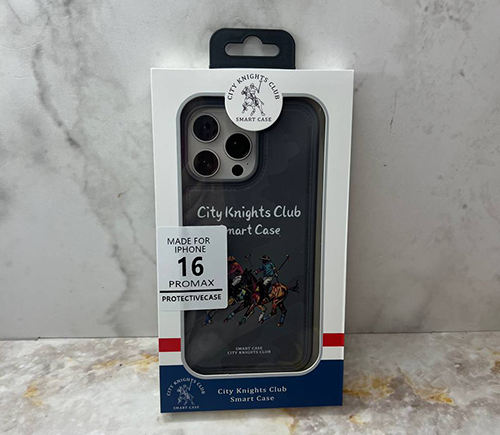 CITY KNIGHTS CLUB
SMART CASE
City Knights Club
mart Case
MADE FOR
IPHONE
16
PROMAX
PROTECTIVECASE
SMART CASE
CITY KNIGHTS CLUB
CITY KNIGHTS CLUB
SMART CASE
City Knights Club
Smart Case